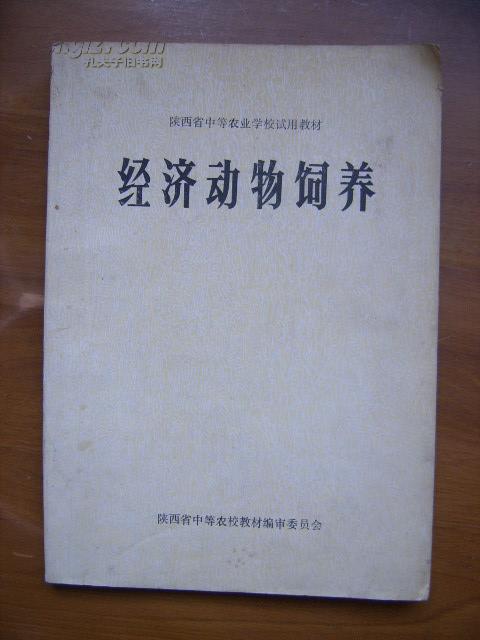 孔夫子旧书网
陕西省中等农业学校试用教材
经济动物饲养
陕西省中等农校教材编审委员会